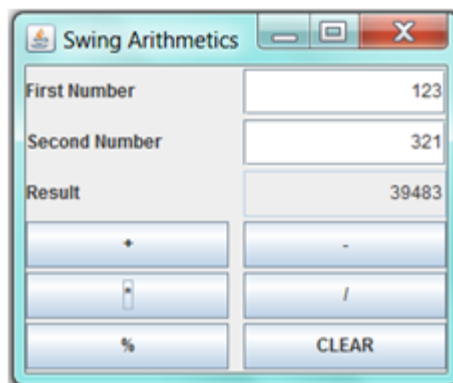 Swing Arithmetics
First Number 123
Second Number 321
Result 39483
+ -
* /
% CLEAR